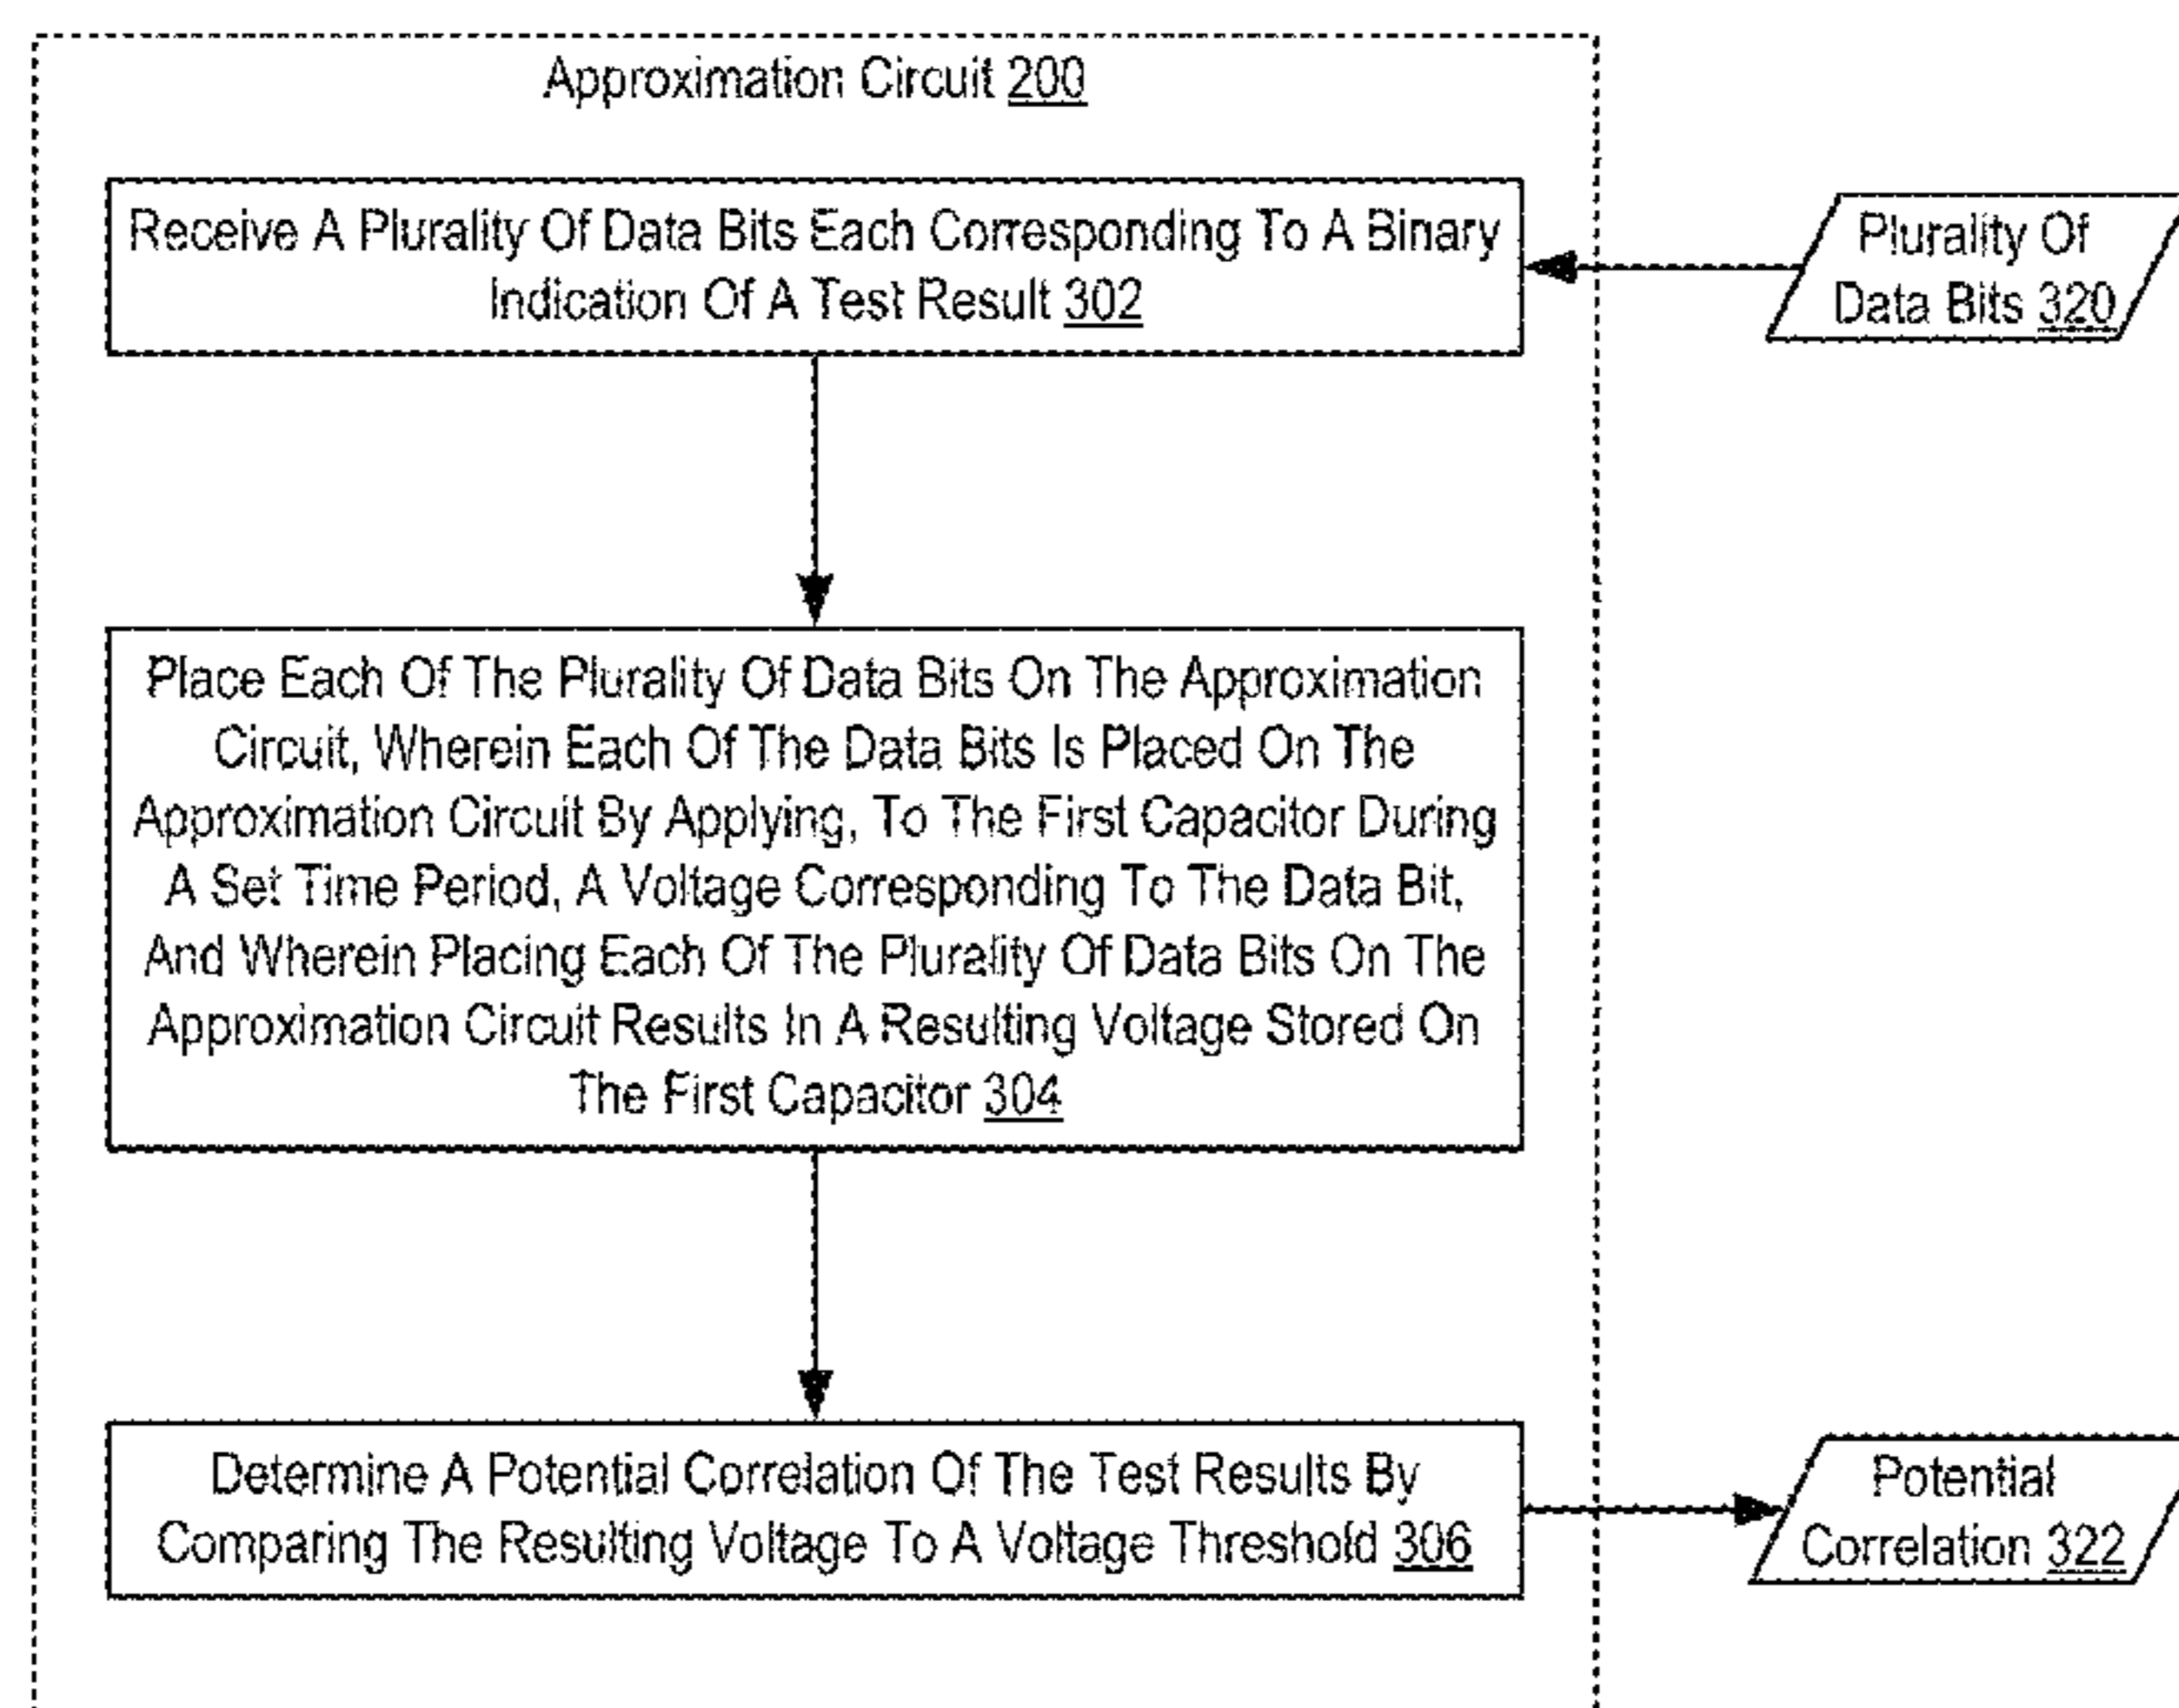 Approximation Circuit 200
Receive A Plurality Of Data Bits Each Corresponding To A Binary
Indication Of A Test Result 302
Plurality Of
Data Bits 320
Place Each Of The Plurality Of Data Bits On The Approximation
Circuit, Wherein Each Of The Data Bits Is Placed On The
Approximation Circuit By Applying, To The First Capacitor During
A Set Time Period, A Voltage Corresponding To The Data Bit,
And Wherein Placing Each Of The Plurality Of Data Bits On The
Approximation Circuit Results In A Resulting Voltage Stored On
The First Capacitor 304
Determine A Potential Correlation Of The Test Results By
Comparing The Resulting Voltage To A Voltage Threshold 306
Potential
Correlation 322